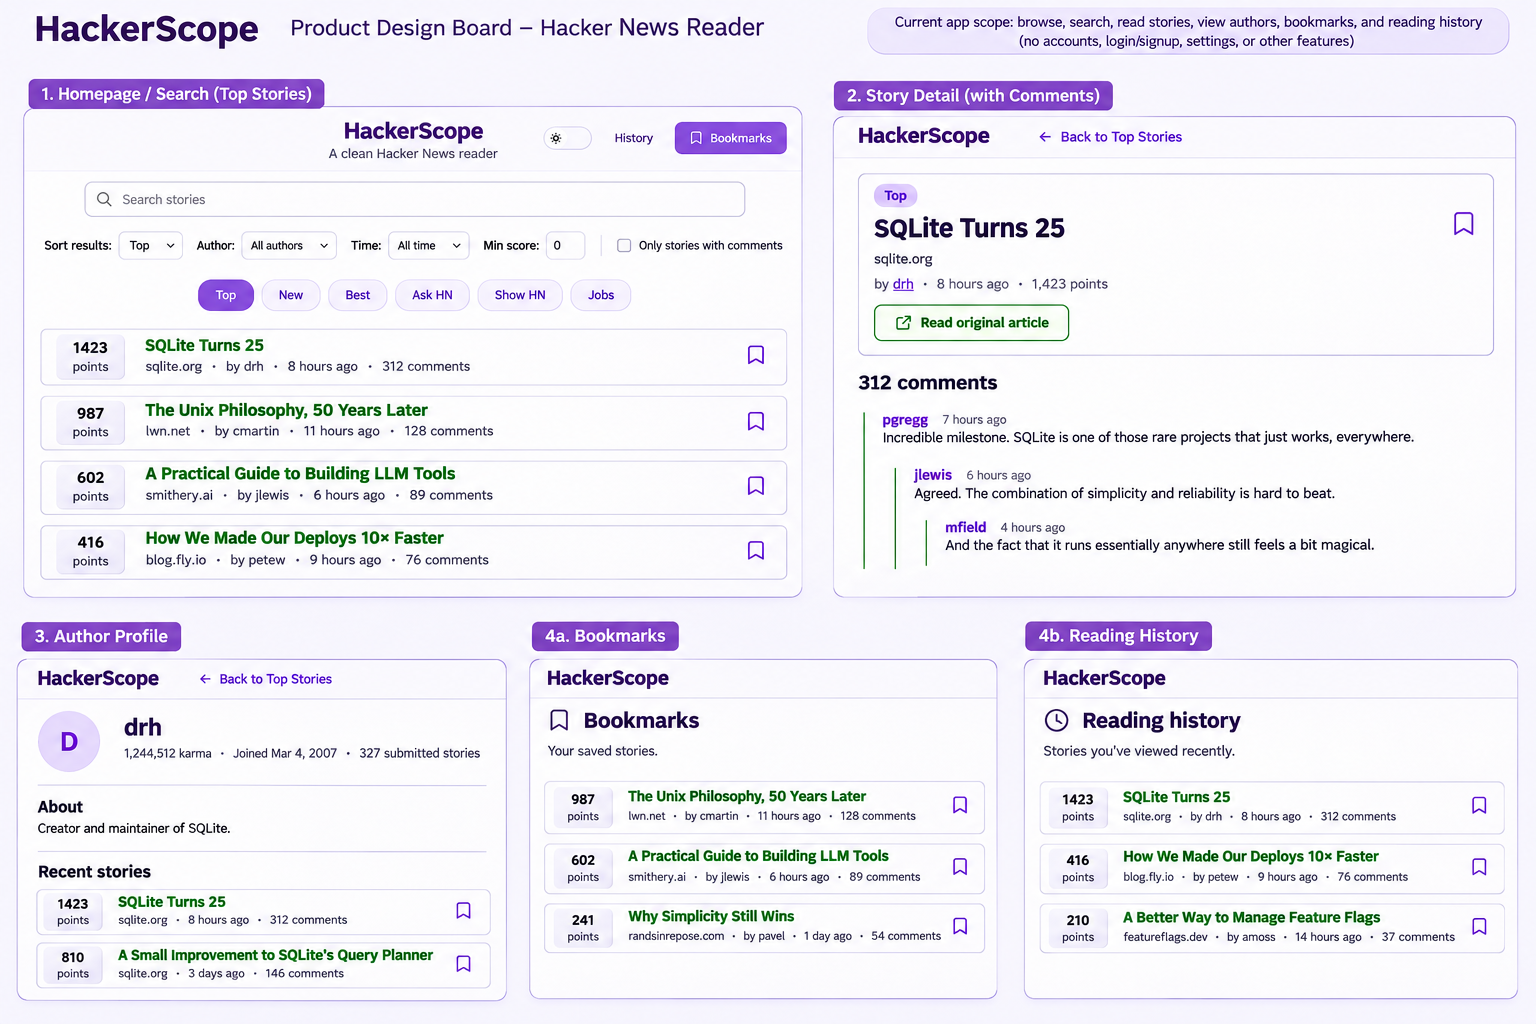 HackerScope Product Design Board – Hacker News Reader
Current app scope: browse, search, read stories, view authors, bookmarks, and reading history
(no accounts, login/signup, settings, or other features)
1. Homepage / Search (Top Stories)
HackerScope
A clean Hacker News reader
History
Bookmarks
Search stories
Sort results: Top Author: All authors Time: All time Min score: 0 Only stories with comments
Top New Best Ask HN Show HN Jobs
1423 points
SQLite Turns 25
sqlite.org • by drh • 8 hours ago • 312 comments
987 points
The Unix Philosophy, 50 Years Later
lwn.net • by cmartin • 11 hours ago • 128 comments
602 points
A Practical Guide to Building LLM Tools
smithery.ai • by jlewis • 6 hours ago • 89 comments
416 points
How We Made Our Deploys 10× Faster
blog.fly.io • by petew • 9 hours ago • 76 comments
2. Story Detail (with Comments)
HackerScope ← Back to Top Stories
Top
SQLite Turns 25
sqlite.org
by drh • 8 hours ago • 1,423 points
Read original article
312 comments
pgregg 7 hours ago
Incredible milestone. SQLite is one of those rare projects that just works, everywhere.
jlewis 6 hours ago
Agreed. The combination of simplicity and reliability is hard to beat.
mfield 4 hours ago
And the fact that it runs essentially anywhere still feels a bit magical.
3. Author Profile
HackerScope ← Back to Top Stories
D
drh
1,244,512 karma • Joined Mar 4, 2007 • 327 submitted stories
About
Creator and maintainer of SQLite.
Recent stories
1423 points
SQLite Turns 25
sqlite.org • 8 hours ago • 312 comments
810 points
A Small Improvement to SQLite's Query Planner
sqlite.org • 3 days ago • 146 comments
4a. Bookmarks
HackerScope
Bookmarks
Your saved stories.
987 points
The Unix Philosophy, 50 Years Later
lwn.net • by cmartin • 11 hours ago • 128 comments
602 points
A Practical Guide to Building LLM Tools
smithery.ai • by jlewis • 6 hours ago • 89 comments
241 points
Why Simplicity Still Wins
randsinrepose.com • by pavel • 1 day ago • 54 comments
4b. Reading History
HackerScope
Reading history
Stories you've viewed recently.
1423 points
SQLite Turns 25
sqlite.org • by drh • 8 hours ago • 312 comments
416 points
How We Made Our Deploys 10× Faster
blog.fly.io • by petew • 9 hours ago • 76 comments
210 points
A Better Way to Manage Feature Flags
featureflags.dev • by amoss • 14 hours ago • 37 comments